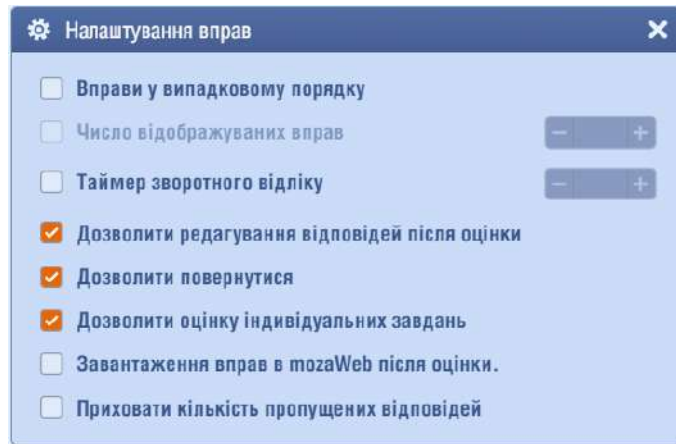 Налаштування вправ
Вправи у випадковому порядку
Число відображуваних вправ
Таймер зворотного відліку
Дозволити редагування відповідей після оцінки
Дозволити повернутися
Дозволити оцінку індивідуальних завдань
Завантаження вправ в mozaWeb після оцінки.
Приховати кількість пропущених відповідей